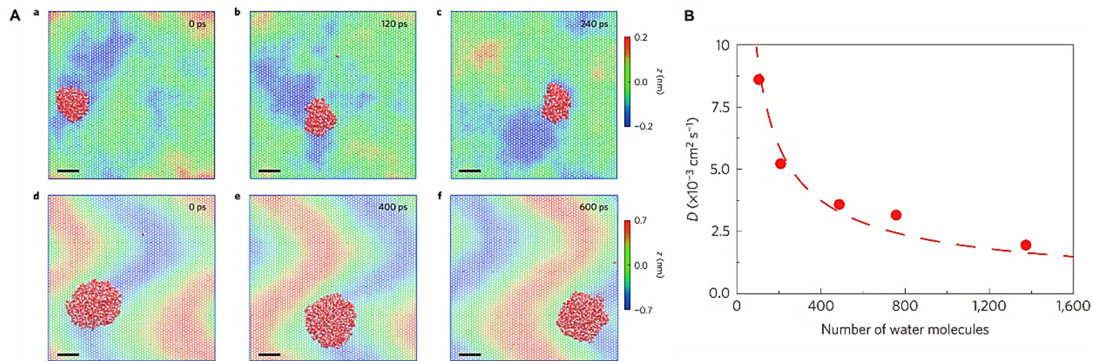 A
a
0 ps
b
120 ps
c
240 ps
0.2
0.0
−0.2
z (nm)
d
0 ps
e
400 ps
f
600 ps
0.7
0.0
−0.7
z (nm)
B
10
7.5
5.0
2.5
0.0
D (×10⁻³ cm² s⁻¹)
0
400
800
1,200
1,600
Number of water molecules